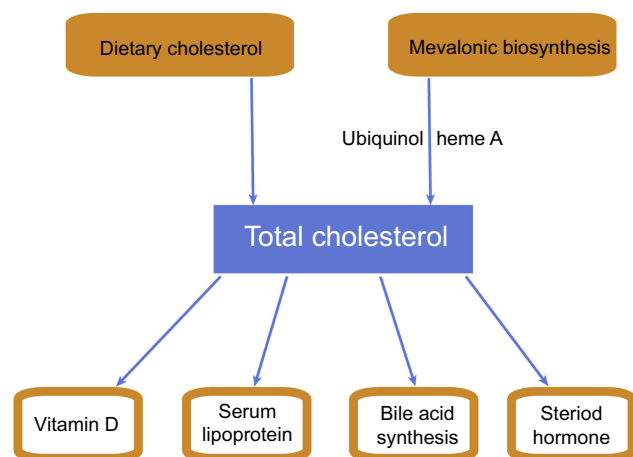 Dietary cholesterol
Mevalonic biosynthesis
Ubiquinol heme A
Total cholesterol
Vitamin D
Serum
lipoprotein
Bile acid
synthesis
Steriod
hormone